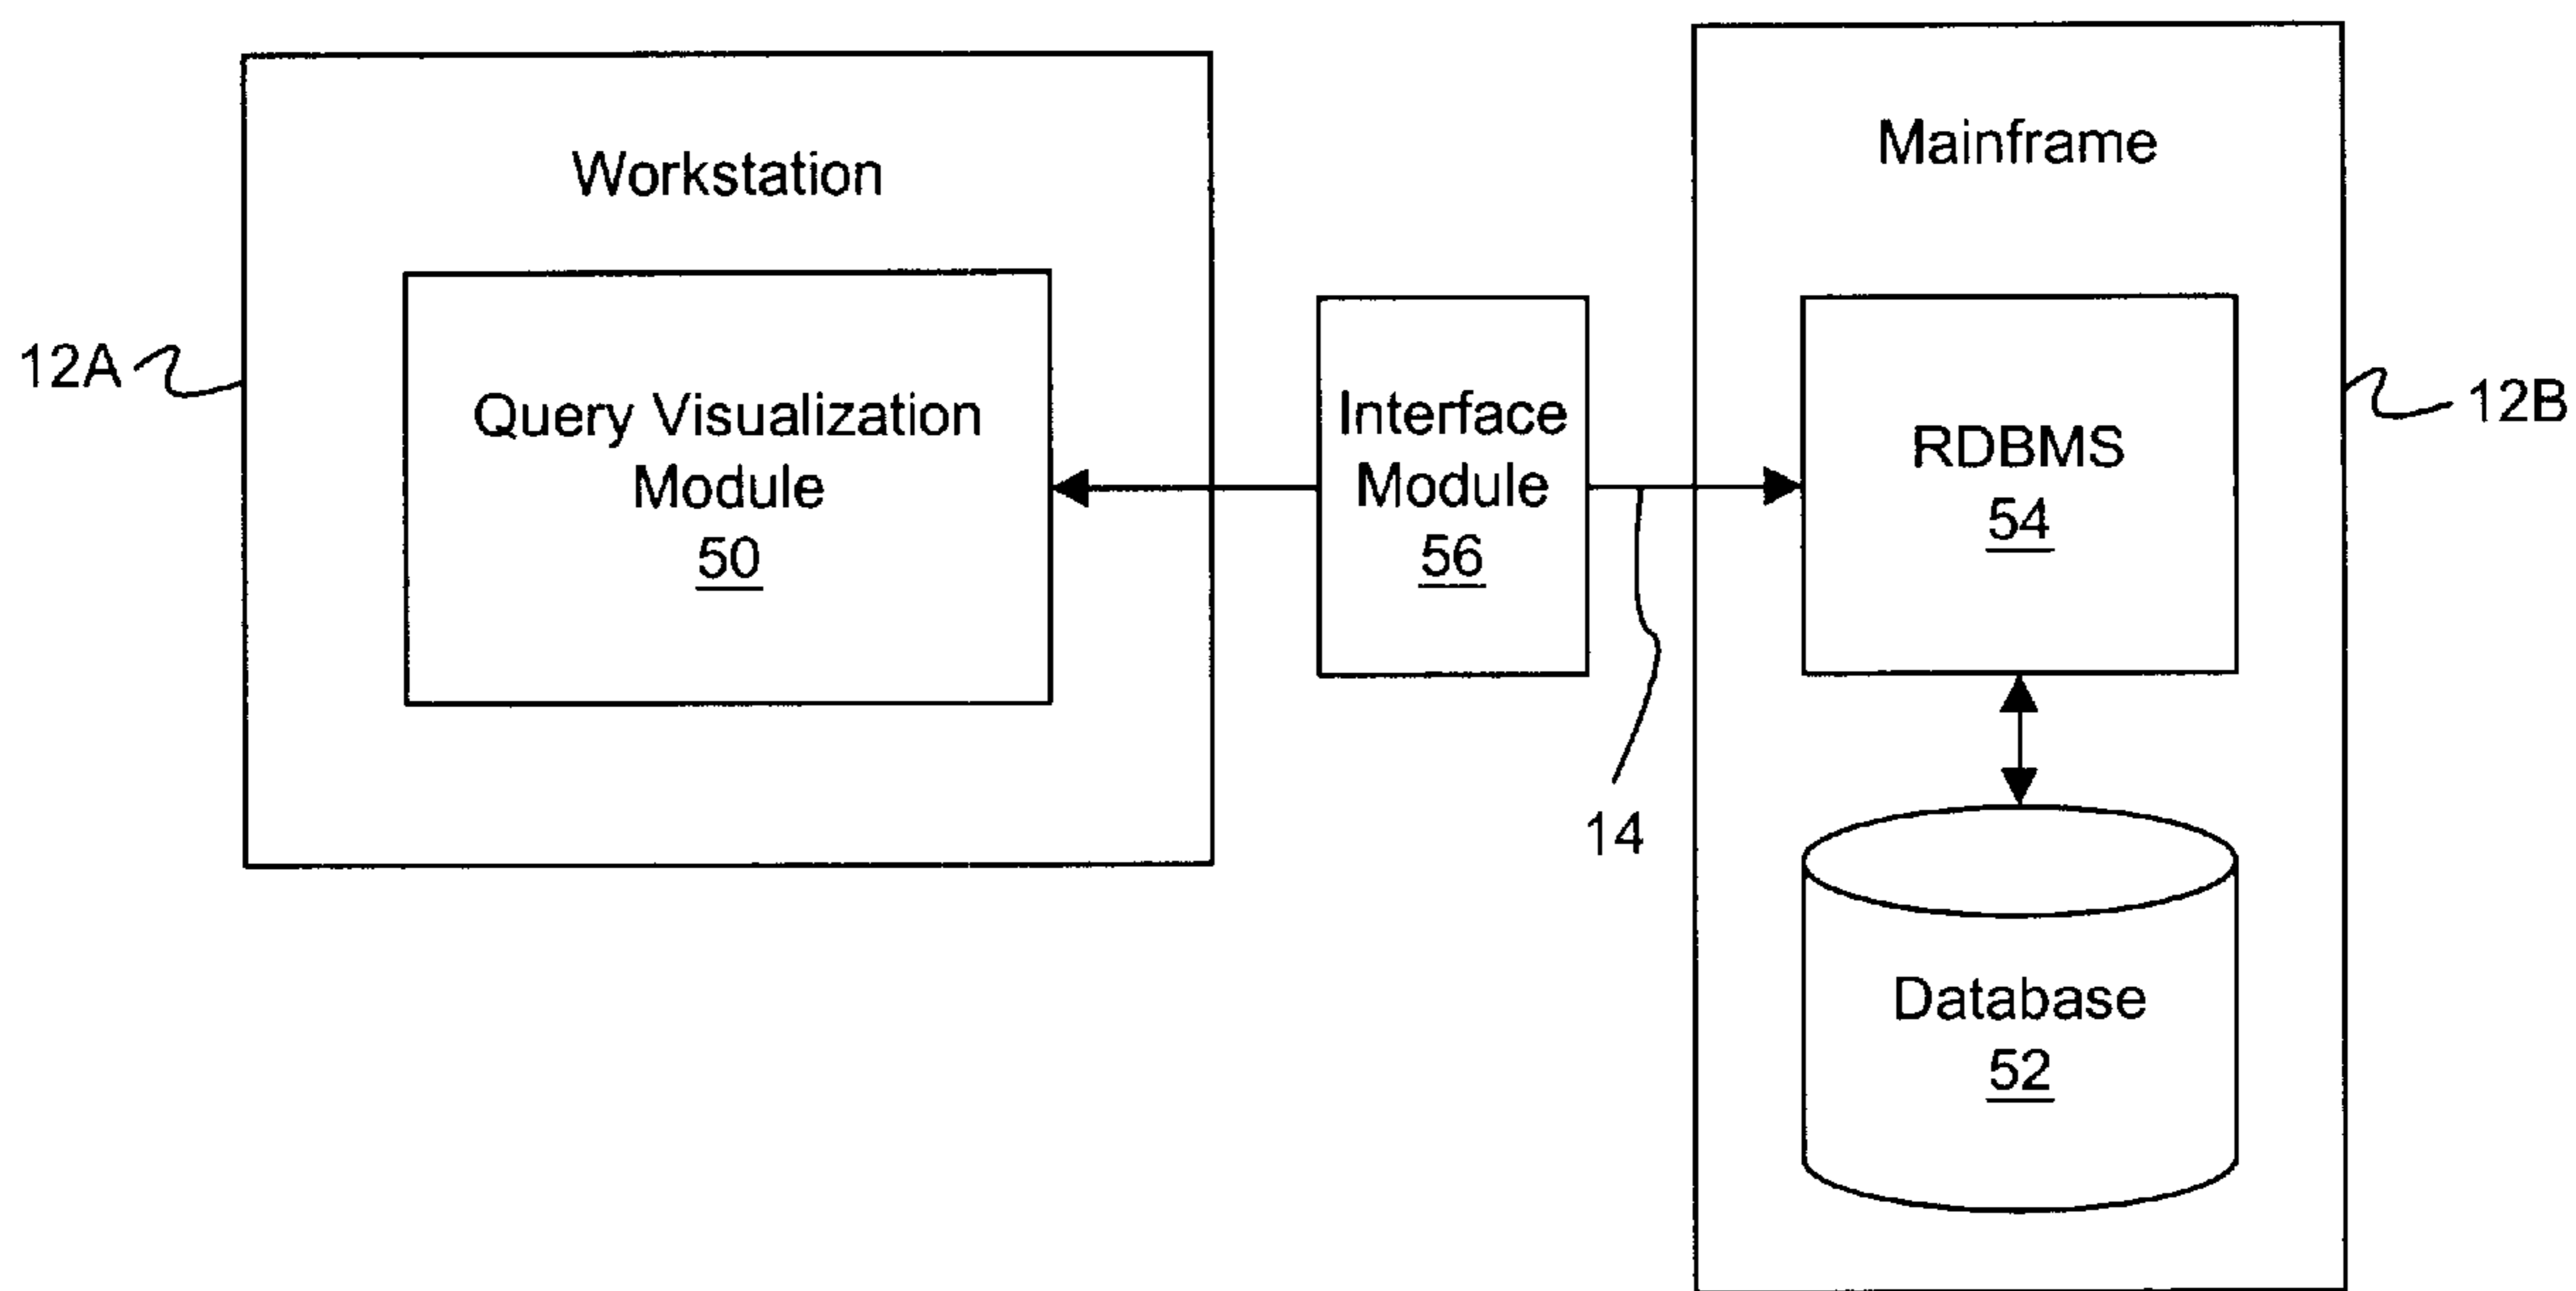 Workstation
Query Visualization
Module
50
12A
Interface
Module
56
14
Mainframe
RDBMS
54
Database
52
12B